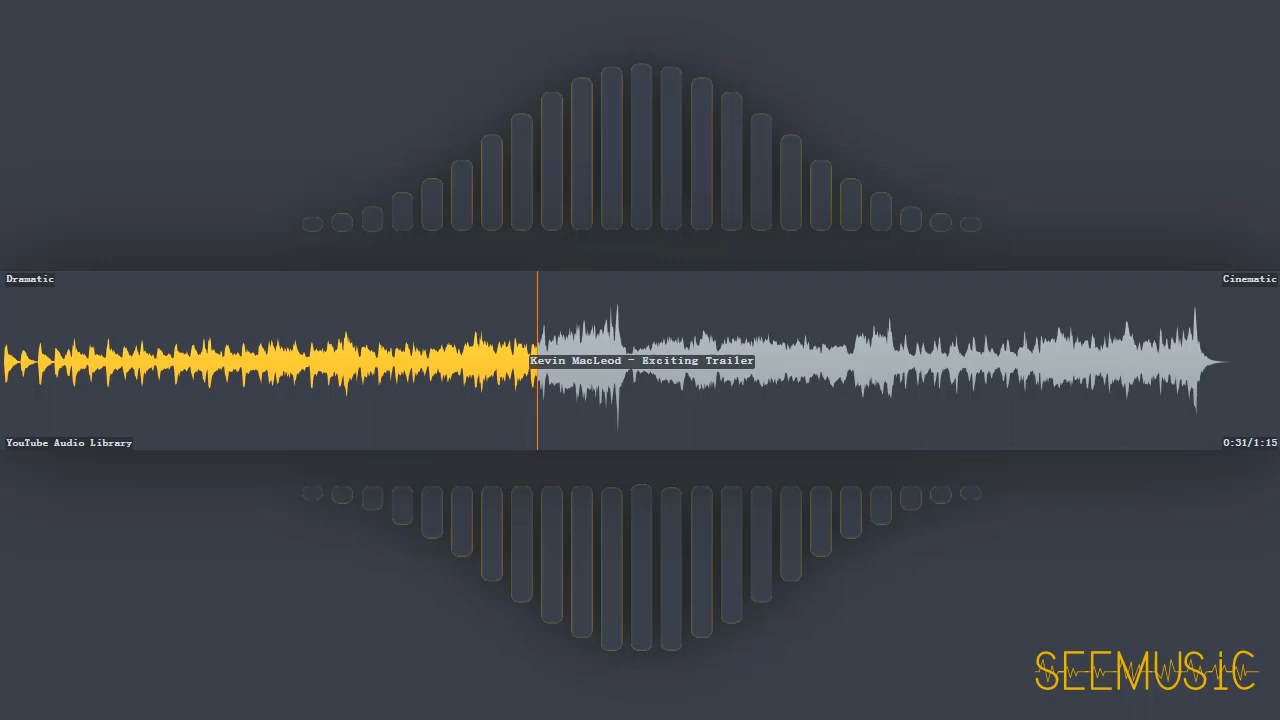 Dramatic
Cinematic
Kevin MacLeod - Exciting Trailer
YouTube Audio Library
0:31/1:15
SEEMUSiC